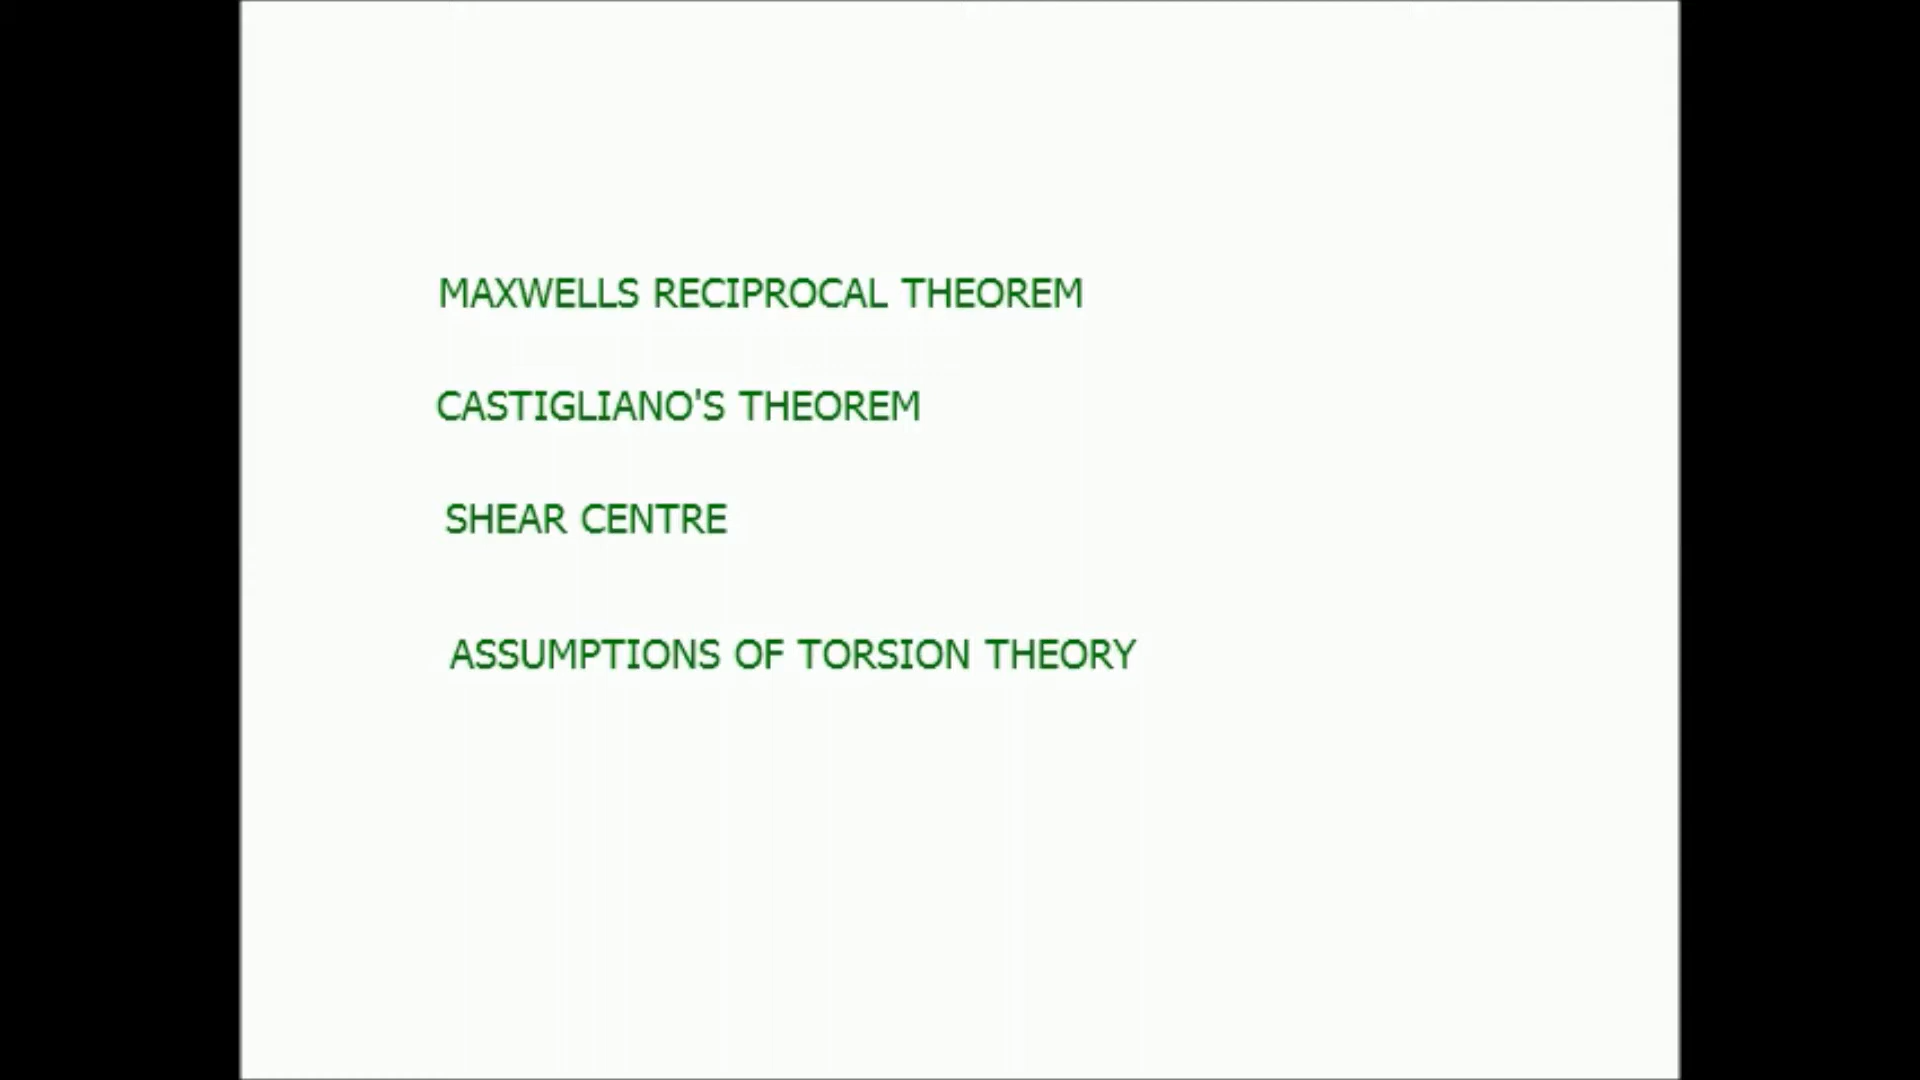 MAXWELLS RECIPROCAL THEOREM
CASTIGLIANO'S THEOREM
SHEAR CENTRE
ASSUMPTIONS OF TORSION THEORY